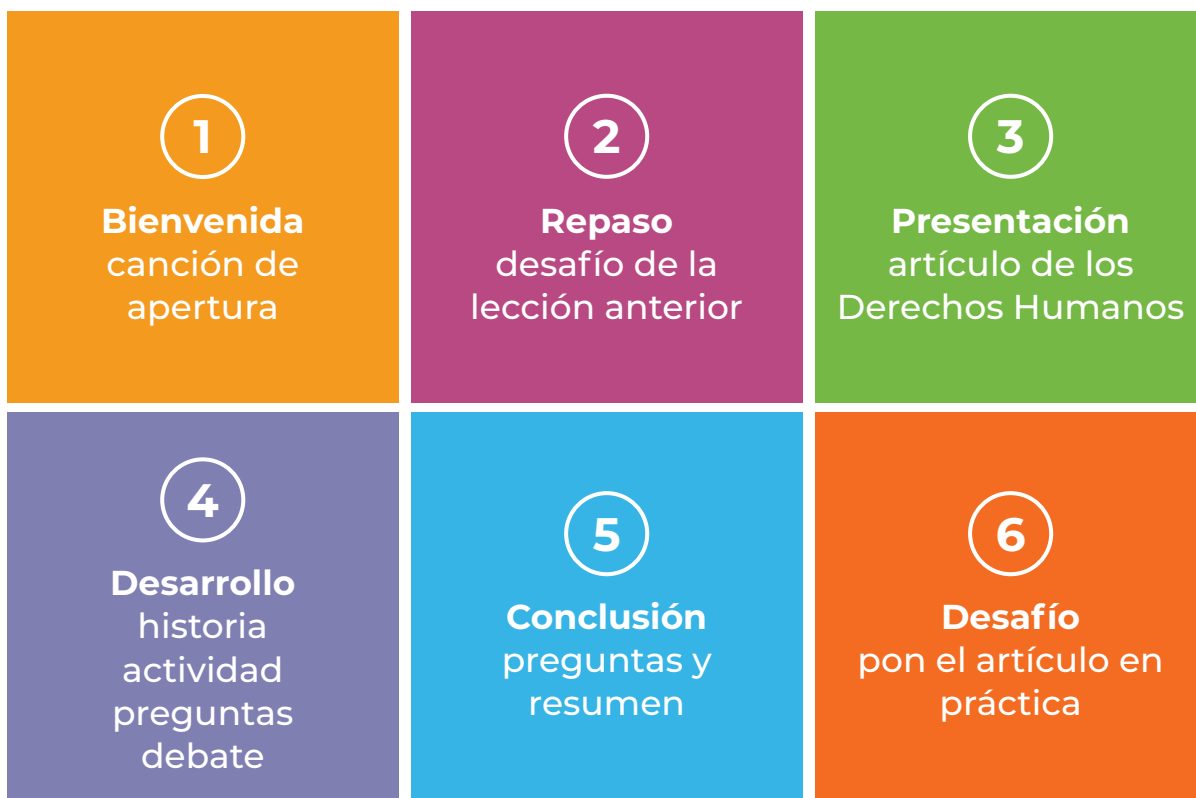 1
Bienvenida
canción de
apertura
2
Repaso
desafío de la
lección anterior
3
Presentación
artículo de los
Derechos Humanos
4
Desarrollo
historia
actividad
preguntas
debate
5
Conclusión
preguntas y
resumen
6
Desafío
pon el artículo en
práctica